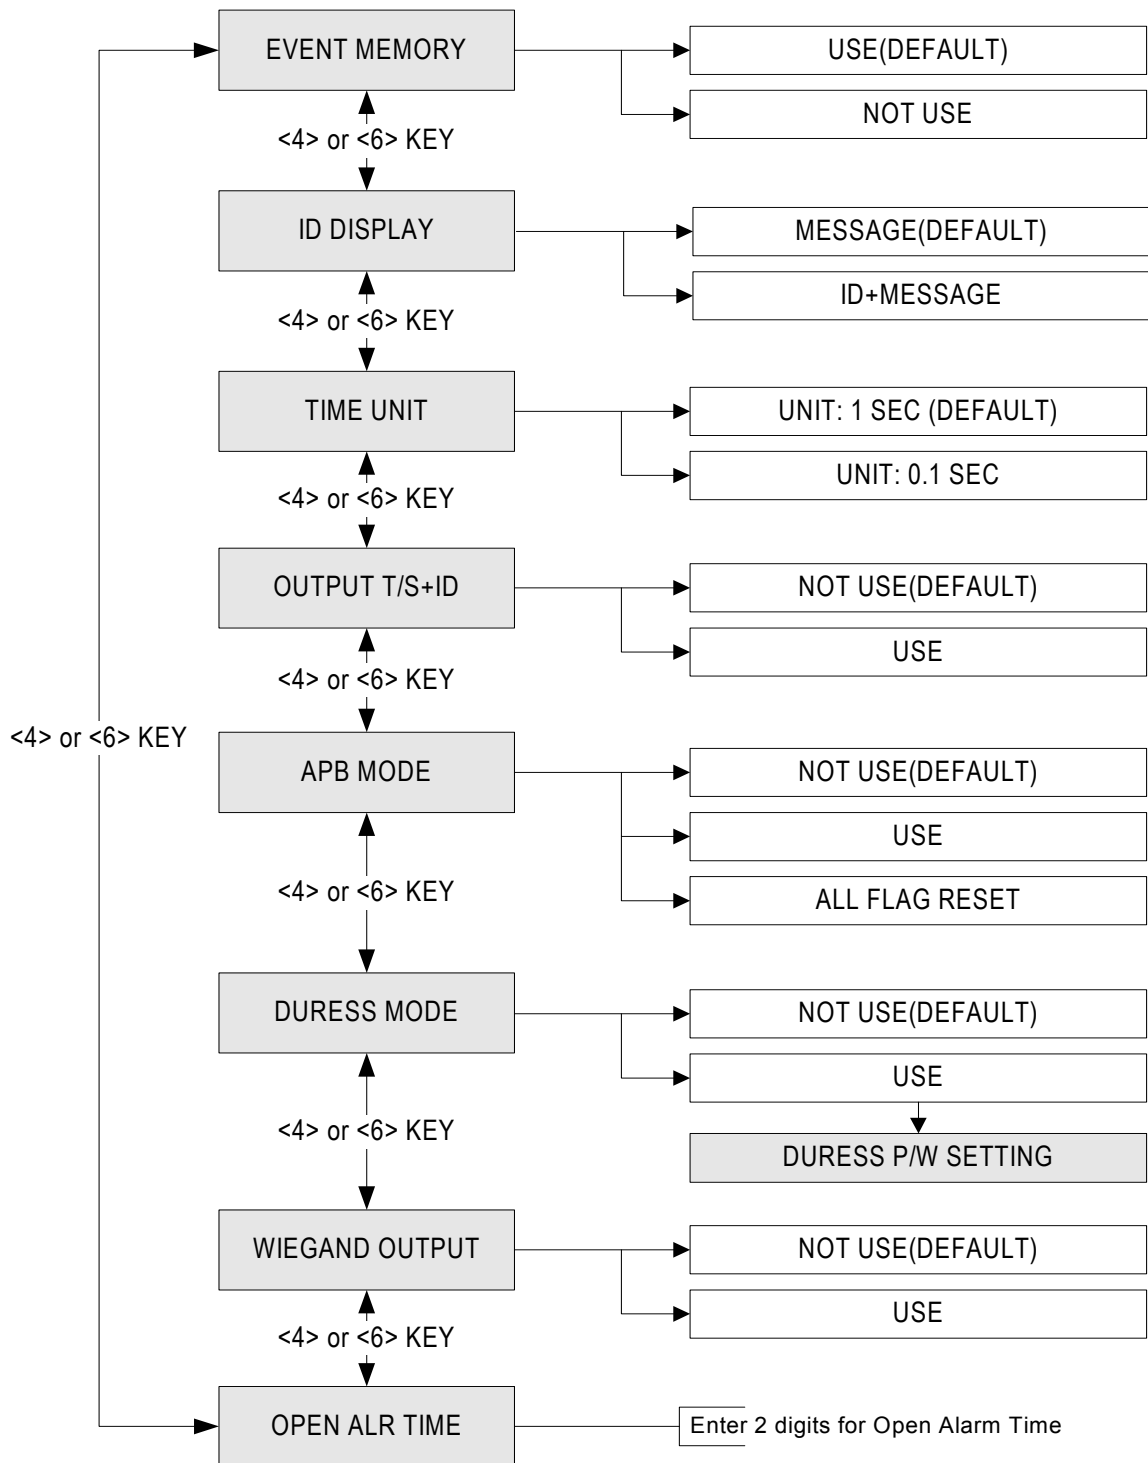 EVENT MEMORY
USE(DEFAULT)
NOT USE
<4> or <6> KEY
ID DISPLAY
MESSAGE(DEFAULT)
ID+MESSAGE
<4> or <6> KEY
TIME UNIT
UNIT: 1 SEC (DEFAULT)
UNIT: 0.1 SEC
<4> or <6> KEY
OUTPUT T/S+ID
NOT USE(DEFAULT)
USE
<4> or <6> KEY
<4> or <6> KEY
APB MODE
NOT USE(DEFAULT)
USE
ALL FLAG RESET
<4> or <6> KEY
DURESS MODE
NOT USE(DEFAULT)
USE
DURESS P/W SETTING
<4> or <6> KEY
WIEGAND OUTPUT
NOT USE(DEFAULT)
USE
<4> or <6> KEY
OPEN ALR TIME
Enter 2 digits for Open Alarm Time